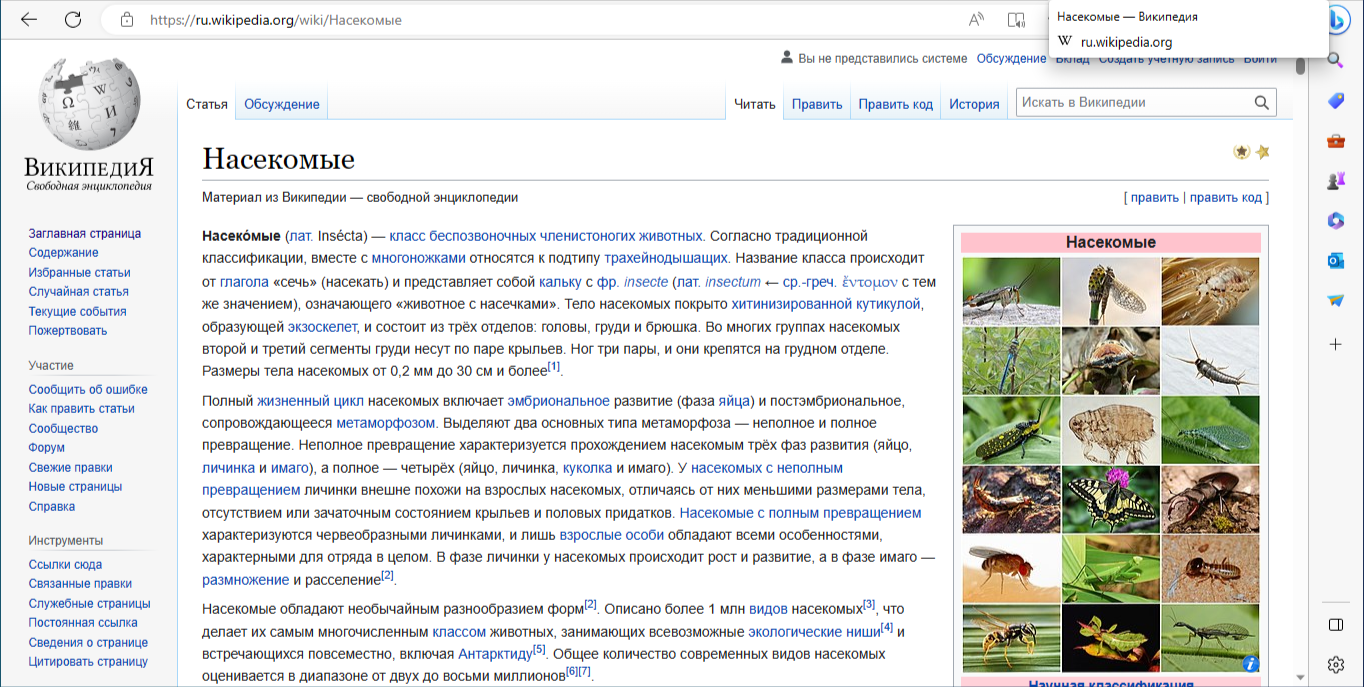 https://ru.wikipedia.org/wiki/Насекомые
Насекомые — Википедия
W ru.wikipedia.org
Вы не представились системе Обсуждение Вклад Создать учётную запись Войти
ВикипедиЯ
Свободная энциклопедия
Статья Обсуждение Читать Править Править код История Искать в Википедии
Насекомые
Материал из Википедии — свободной энциклопедии [ править | править код ]
Заглавная страница
Содержание
Избранные статьи
Случайная статья
Текущие события
Пожертвовать
Участие
Сообщить об ошибке
Как править статьи
Сообщество
Форум
Свежие правки
Новые страницы
Справка
Инструменты
Ссылки сюда
Связанные правки
Служебные страницы
Постоянная ссылка
Сведения о странице
Цитировать страницу
Насеко́мые (лат. Insécta) — класс беспозвоночных членистоногих животных. Согласно традиционной
классификации, вместе с многоножками относятся к подтипу трахейнодышащих. Название класса происходит
от глагола «сечь» (насекать) и представляет собой кальку с фр. insecte (лат. insectum ← ср.-греч. ἔντομον с тем
же значением), означающего «животное с насечками». Тело насекомых покрыто хитинизированной кутикулой,
образующей экзоскелет, и состоит из трёх отделов: головы, груди и брюшка. Во многих группах насекомых
второй и третий сегменты груди несут по паре крыльев. Ног три пары, и они крепятся на грудном отделе.
Размеры тела насекомых от 0,2 мм до 30 см и более[1].
Полный жизненный цикл насекомых включает эмбриональное развитие (фаза яйца) и постэмбриональное,
сопровождающееся метаморфозом. Выделяют два основных типа метаморфоза — неполное и полное
превращение. Неполное превращение характеризуется прохождением насекомым трёх фаз развития (яйцо,
личинка и имаго), а полное — четырёх (яйцо, личинка, куколка и имаго). У насекомых с неполным
превращением личинки внешне похожи на взрослых насекомых, отличаясь от них меньшими размерами тела,
отсутствием или зачаточным состоянием крыльев и половых придатков. Насекомые с полным превращением
характеризуются червеобразными личинками, и лишь взрослые особи обладают всеми особенностями,
характерными для отряда в целом. В фазе личинки у насекомых происходит рост и развитие, а в фазе имаго —
размножение и расселение[2].
Насекомые обладают необычайным разнообразием форм[2]. Описано более 1 млн видов насекомых[3], что
делает их самым многочисленным классом животных, занимающих всевозможные экологические ниши[4] и
встречающихся повсеместно, включая Антарктиду[5]. Общее количество современных видов насекомых
оценивается в диапазоне от двух до восьми миллионов[6][7].
Насекомые
Научная классификация